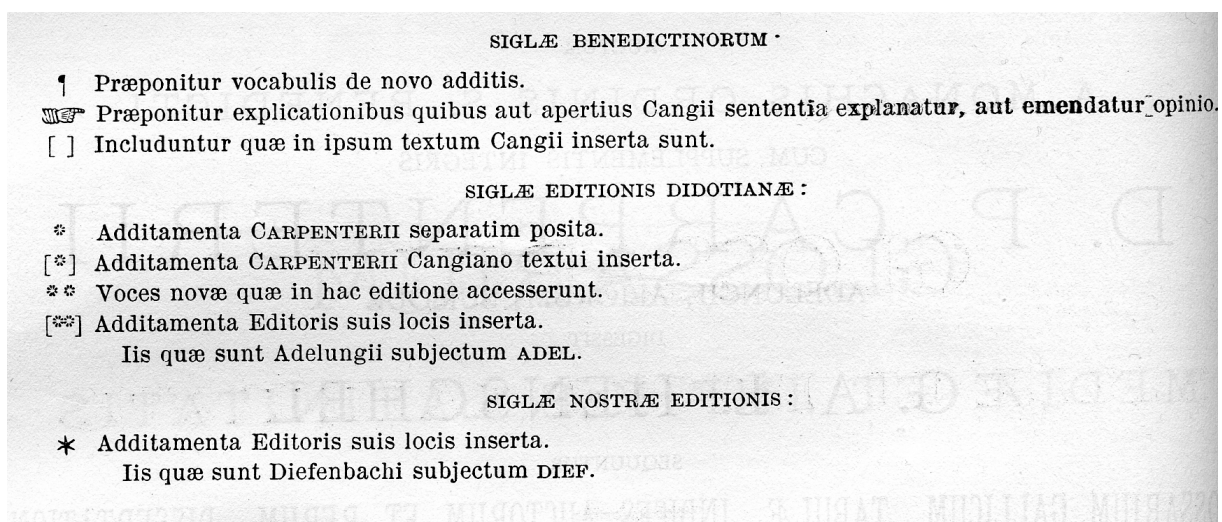 SIGLÆ BENEDICTINORUM
¶ Præponitur vocabulis de novo additis.
☞ Præponitur explicationibus quibus aut apertius Cangii sententia explanatur, aut emendatur opinio.
[ ] Includuntur quæ in ipsum textum Cangii inserta sunt.
SIGLÆ EDITIONIS DIDOTIANÆ :
* Additamenta CARPENTERII separatim posita.
[*] Additamenta CARPENTERII Cangiano textui inserta.
* * Voces novæ quæ in hac editione accesserunt.
[**] Additamenta Editoris suis locis inserta.
Iis quæ sunt Adelungii subjectum ADEL.
SIGLÆ NOSTRÆ EDITIONIS :
* Additamenta Editoris suis locis inserta.
Iis quæ sunt Diefenbachi subjectum DIEF.